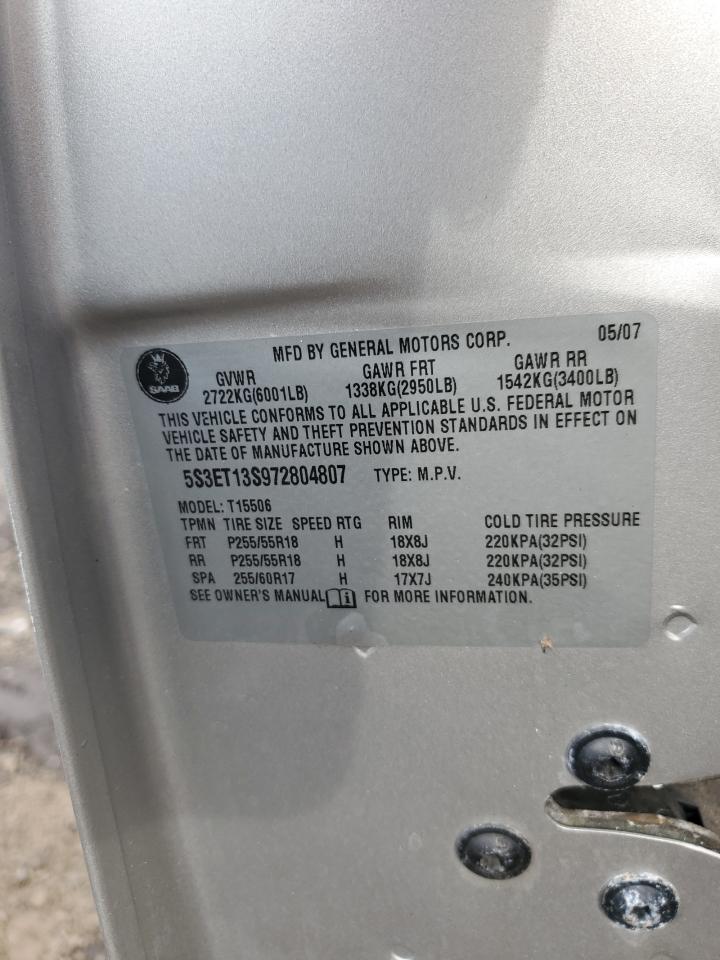 MFD BY GENERAL MOTORS CORP. 05/07
SAAB
GVWR GAWR FRT GAWR RR
2722KG(6001LB) 1338KG(2950LB) 1542KG(3400LB)
THIS VEHICLE CONFORMS TO ALL APPLICABLE U.S. FEDERAL MOTOR
VEHICLE SAFETY AND THEFT PREVENTION STANDARDS IN EFFECT ON
THE DATE OF MANUFACTURE SHOWN ABOVE.
5S3ET13S972804807 TYPE: M.P.V.
MODEL: T15506
TPMN TIRE SIZE SPEED RTG RIM COLD TIRE PRESSURE
FRT P255/55R18 H 18X8J 220KPA(32PSI)
RR P255/55R18 H 18X8J 220KPA(32PSI)
SPA 255/60R17 H 17X7J 240KPA(35PSI)
SEE OWNER'S MANUAL i FOR MORE INFORMATION.